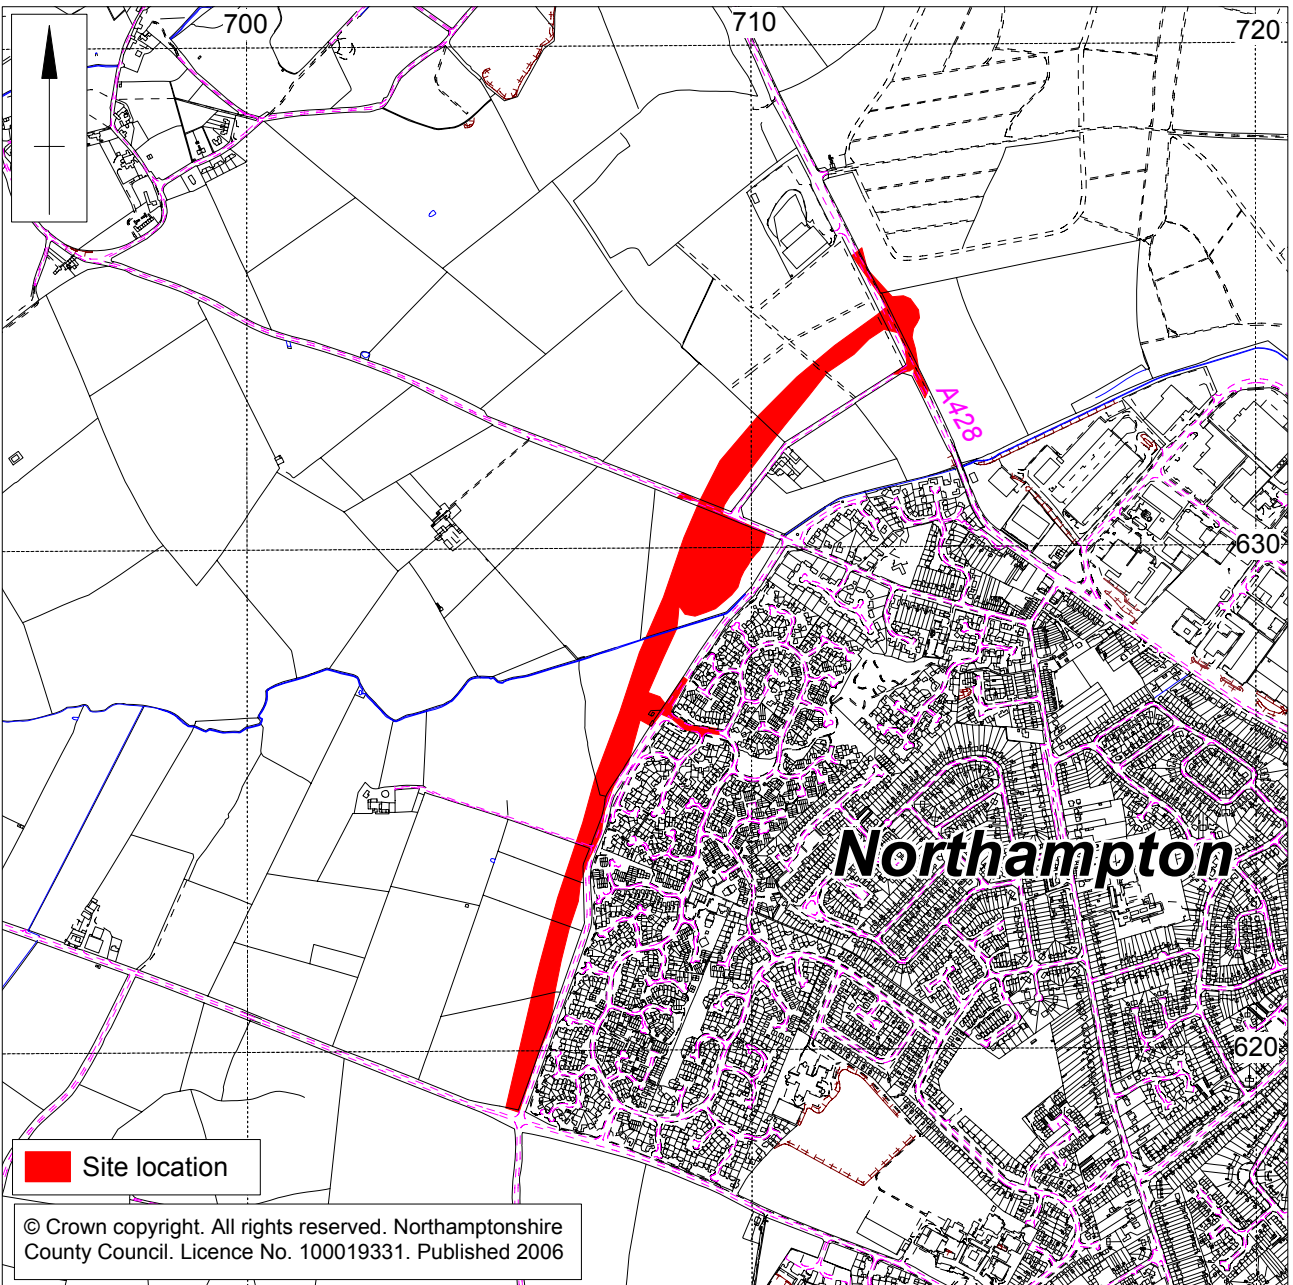 700
710
720
A428
630
Northampton
620
Site location
© Crown copyright. All rights reserved. Northamptonshire
County Council. Licence No. 100019331. Published 2006